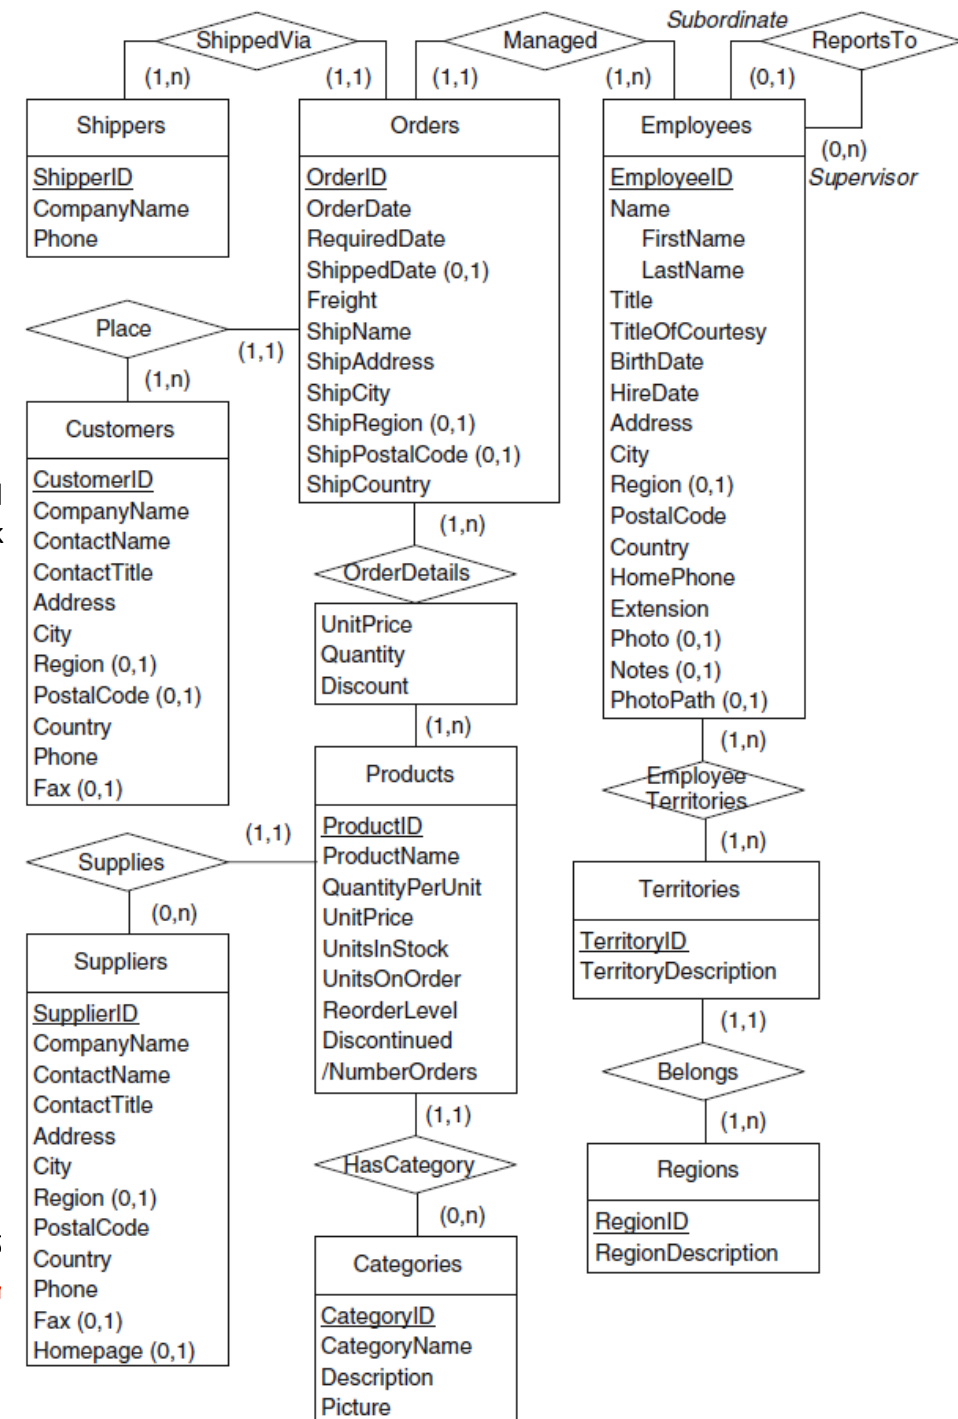 Subordinate
ShippedVia
Managed
ReportsTo
(1,n)
(1,1)
(1,1)
(1,n)
(0,1)
(0,n)
Supervisor
Shippers
ShipperID
CompanyName
Phone
Orders
OrderID
OrderDate
RequiredDate
ShippedDate (0,1)
Freight
ShipName
ShipAddress
ShipCity
ShipRegion (0,1)
ShipPostalCode (0,1)
ShipCountry
Employees
EmployeeID
Name
FirstName
LastName
Title
TitleOfCourtesy
BirthDate
HireDate
Address
City
Region (0,1)
PostalCode
Country
HomePhone
Extension
Photo (0,1)
Notes (0,1)
PhotoPath (0,1)
Place
(1,1)
(1,n)
Customers
CustomerID
CompanyName
ContactName
ContactTitle
Address
City
Region (0,1)
PostalCode (0,1)
Country
Phone
Fax (0,1)
(1,n)
OrderDetails
UnitPrice
Quantity
Discount
(1,n)
Products
ProductID
ProductName
QuantityPerUnit
UnitPrice
UnitsInStock
UnitsOnOrder
ReorderLevel
Discontinued
/NumberOrders
(1,n)
Employee
Territories
(1,n)
Territories
TerritoryID
TerritoryDescription
(1,1)
Belongs
(1,n)
Regions
RegionID
RegionDescription
(1,1)
Supplies
(0,n)
Suppliers
SupplierID
CompanyName
ContactName
ContactTitle
Address
City
Region (0,1)
PostalCode
Country
Phone
Fax (0,1)
Homepage (0,1)
(1,1)
HasCategory
(0,n)
Categories
CategoryID
CategoryName
Description
Picture